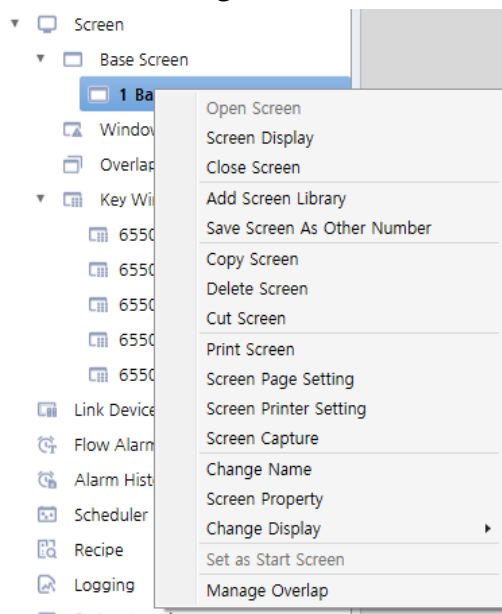 Screen
Base Screen
1 Ba
Open Screen
Window
Screen Display
Overlap
Close Screen
Key Wi
Add Screen Library
6550
Save Screen As Other Number
6550
Copy Screen
6550
Delete Screen
6550
Cut Screen
6550
Print Screen
Screen Page Setting
Link Device
Screen Printer Setting
Flow Alarm
Screen Capture
Alarm Hist
Change Name
Scheduler
Screen Property
Recipe
Change Display
Logging
Set as Start Screen
Manage Overlap